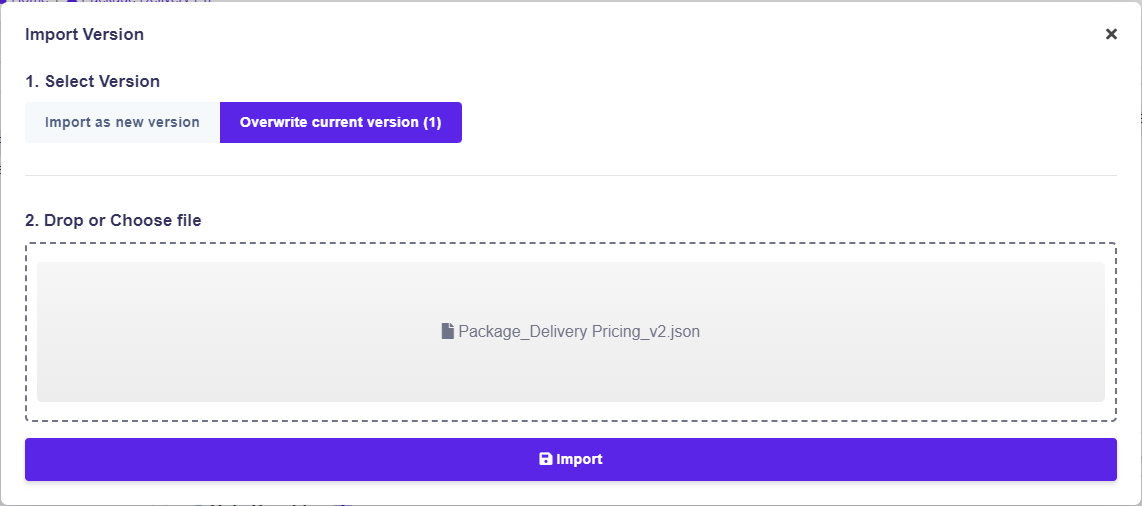 Import Version
1. Select Version
Import as new version
Overwrite current version (1)
2. Drop or Choose file
Package_Delivery Pricing_v2.json
Import